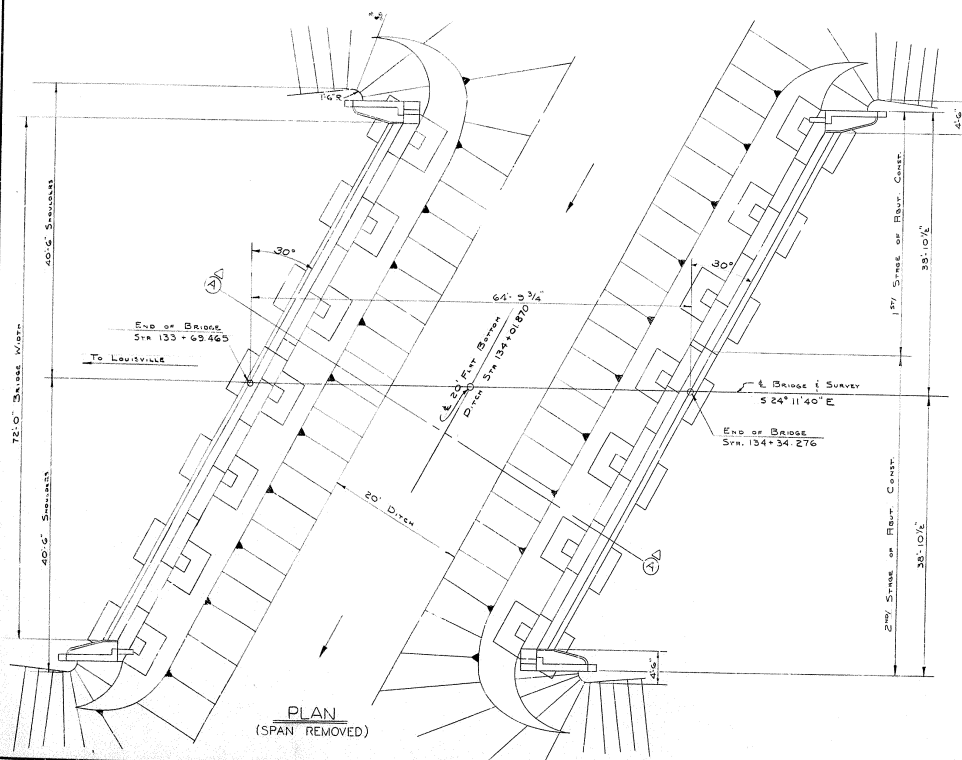 1'-6"R
4'-6"
40'-6" SHOULDERS
72'-0" BRIDGE WIDTH
40'-6" SHOULDERS
30°
A
64'- 9 3/4"
30°
1ST/ STAGE OF ABUT. CONST.
38'-10 1/2"
END OF BRIDGE
STA 133 + 69.465
TO LOUISVILLE
℄ 20' FLAT BOTTOM
DITCH STA 134+01.870
℄ BRIDGE & SURVEY
S 24° 11' 40" E
END OF BRIDGE
STA. 134+34.276
20' DITCH
A
2ND/ STAGE OF ABUT. CONST.
38'-10 1/2"
4'-6"
PLAN
(SPAN REMOVED)